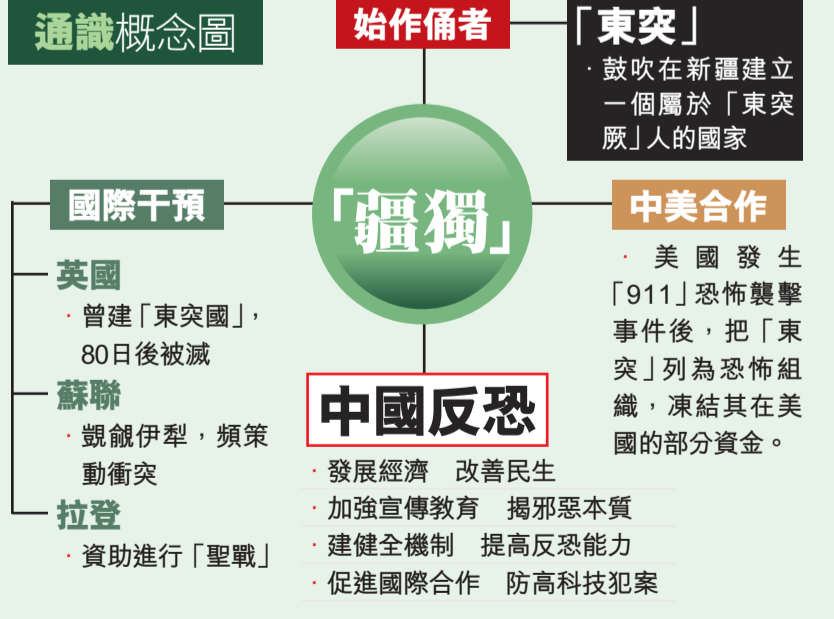 通識概念圖
始作俑者
「東突」
·鼓吹在新疆建立
一個屬於「東突
厥」人的國家
國際干預
「疆獨」
中美合作
英國
·曾建「東突國」，
80日後被滅
蘇聯
·覬覦伊犁，頻策
動衝突
拉登
·資助進行「聖戰」
· 美國發生
「911」恐怖襲擊
事件後，把「東
突」列為恐怖組
織，凍結其在美
國的部分資金。
中國反恐
·發展經濟　改善民生
·加強宣傳教育　揭邪惡本質
·建健全機制　提高反恐能力
·促進國際合作　防高科技犯案